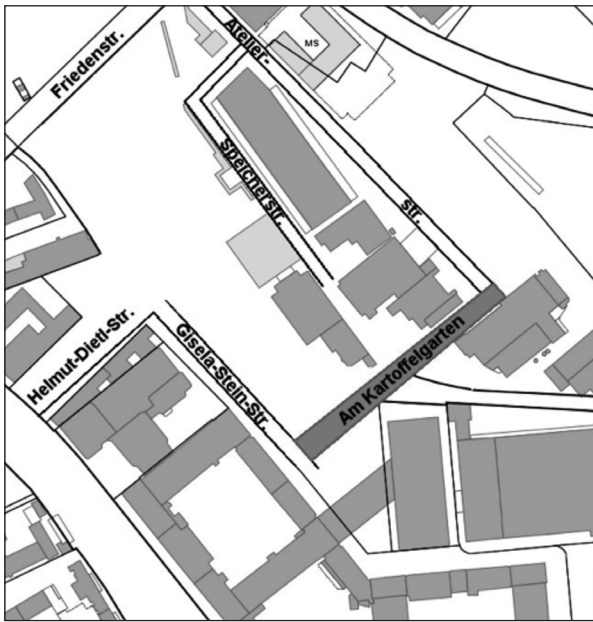 Friedenstr.
Atelier-
MS
Speicherstr.
str.
Helmut-Dietl-Str.
Gisela-Stein-Str.
Am Kartoffelgarten